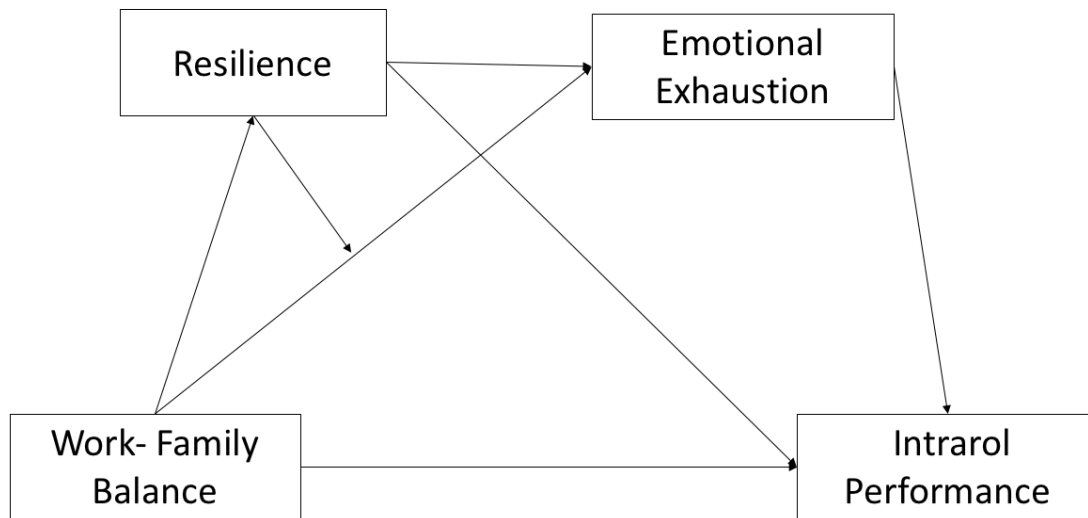 Resilience
Emotional
Exhaustion
Work- Family
Balance
Intrarol
Performance